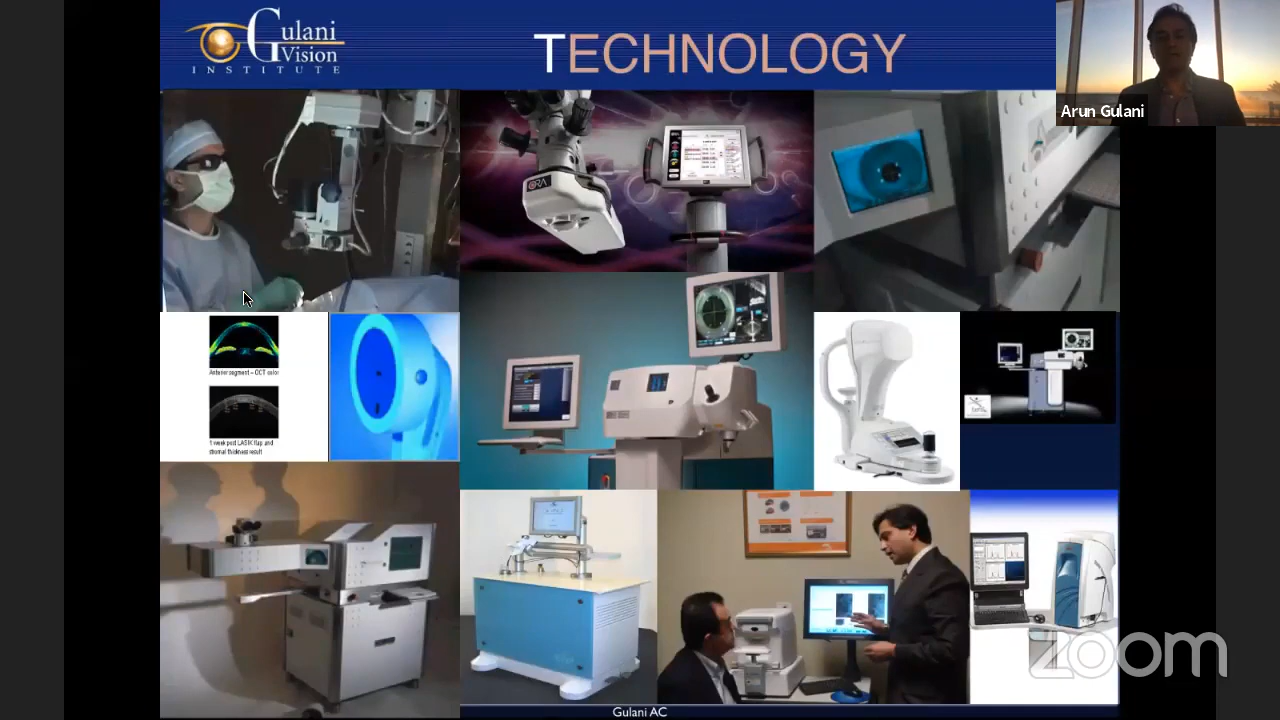 Gulani
Vision
INSTITUTE
TECHNOLOGY
Arun Gulani
ORA
Anterior segment - OCT color
1 week post LASIK flap and
stromal thickness result
Gulani AC
zoom